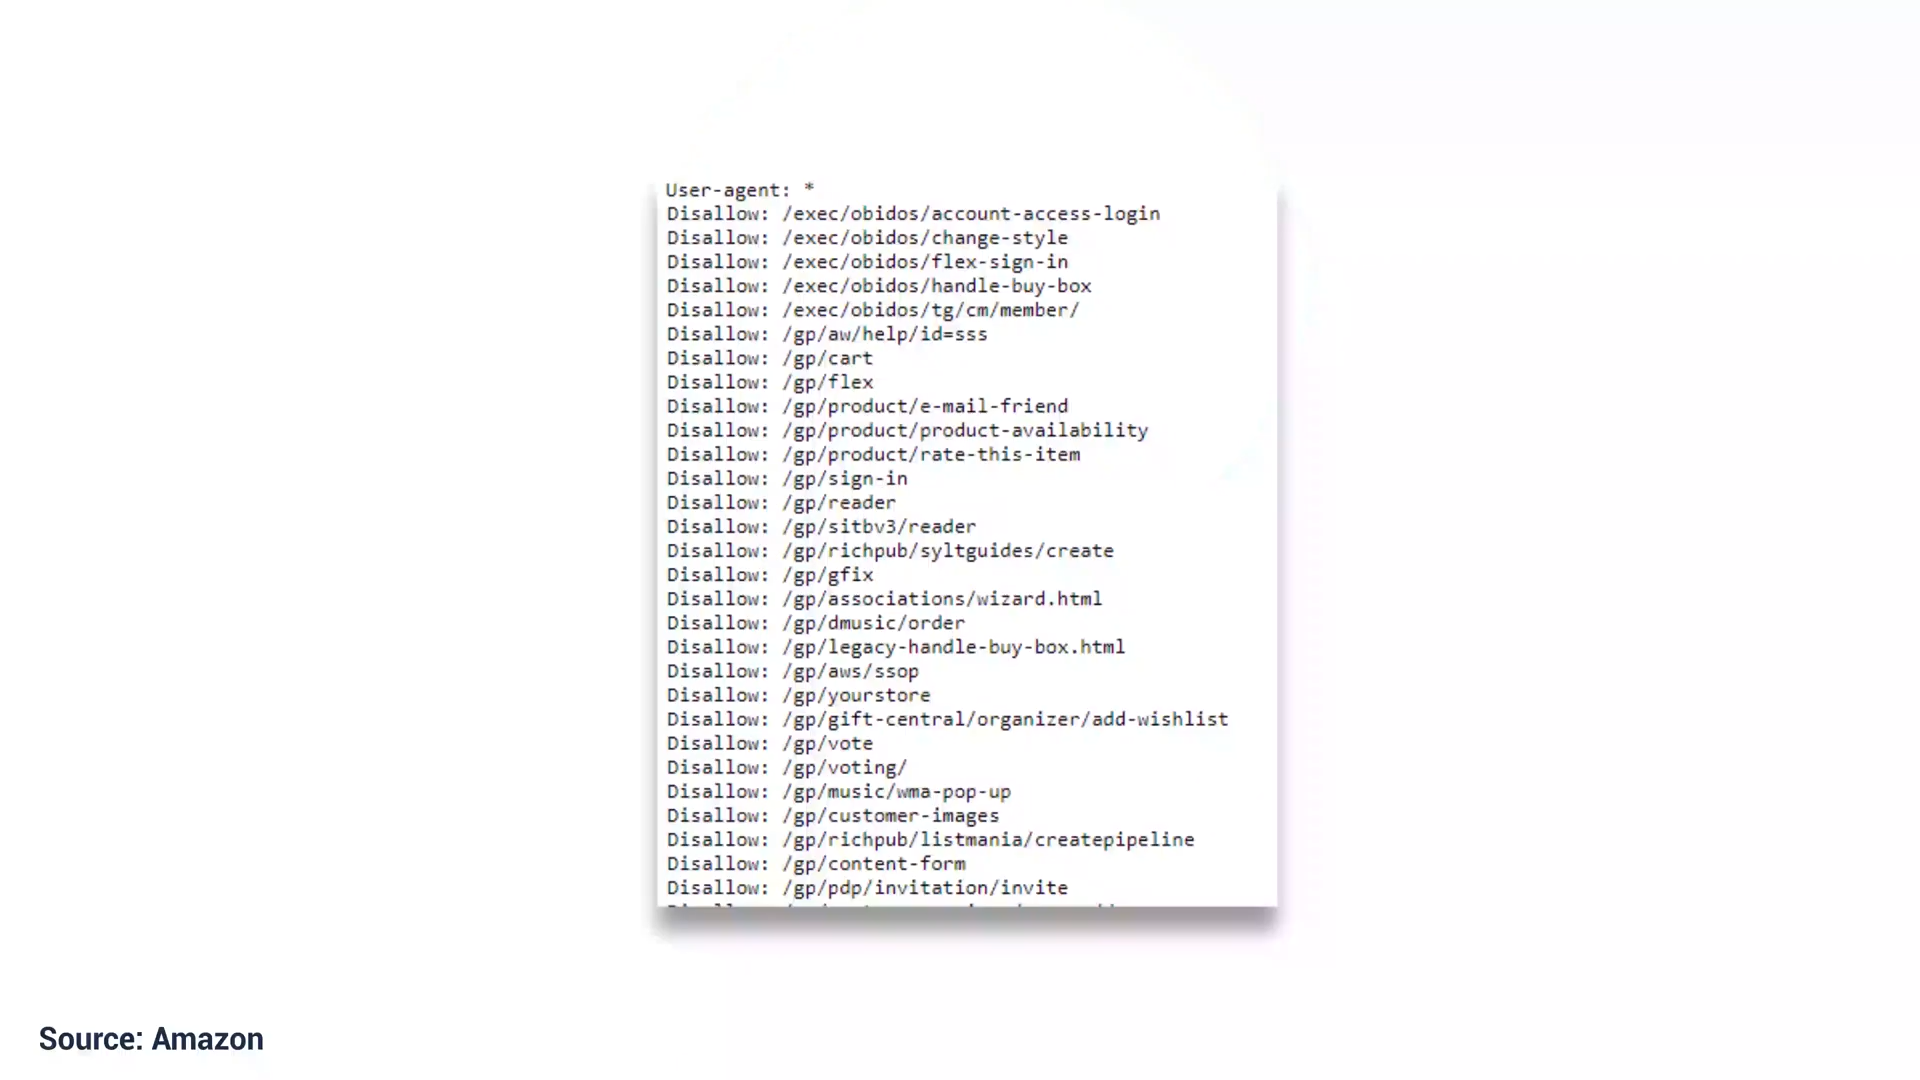 User-agent: *
Disallow: /exec/obidos/account-access-login
Disallow: /exec/obidos/change-style
Disallow: /exec/obidos/flex-sign-in
Disallow: /exec/obidos/handle-buy-box
Disallow: /exec/obidos/tg/cm/member/
Disallow: /gp/aw/help/id=sss
Disallow: /gp/cart
Disallow: /gp/flex
Disallow: /gp/product/e-mail-friend
Disallow: /gp/product/product-availability
Disallow: /gp/product/rate-this-item
Disallow: /gp/sign-in
Disallow: /gp/reader
Disallow: /gp/sitbv3/reader
Disallow: /gp/richpub/syltguides/create
Disallow: /gp/gfix
Disallow: /gp/associations/wizard.html
Disallow: /gp/dmusic/order
Disallow: /gp/legacy-handle-buy-box.html
Disallow: /gp/aws/ssop
Disallow: /gp/yourstore
Disallow: /gp/gift-central/organizer/add-wishlist
Disallow: /gp/vote
Disallow: /gp/voting/
Disallow: /gp/music/wma-pop-up
Disallow: /gp/customer-images
Disallow: /gp/richpub/listmania/createpipeline
Disallow: /gp/content-form
Disallow: /gp/pdp/invitation/invite
Source: Amazon